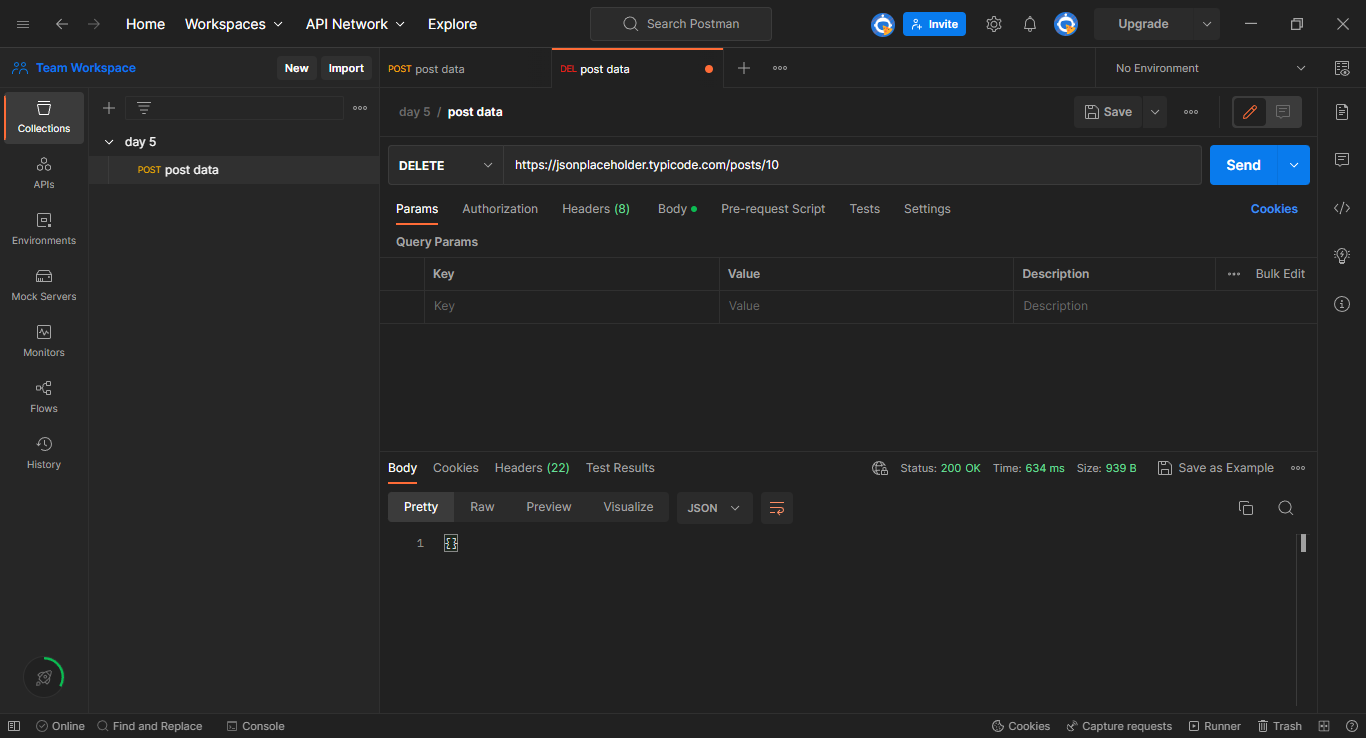 Home Workspaces API Network Explore Search Postman Invite Upgrade
Team Workspace New Import POST post data DEL post data No Environment
Collections
day 5 / post data Save
day 5
POST post data
DELETE https://jsonplaceholder.typicode.com/posts/10 Send
APIs
Params Authorization Headers (8) Body Pre-request Script Tests Settings Cookies
Environments
Query Params
Key Value Description Bulk Edit
Mock Servers
Key Value Description
Monitors
Flows
History
Body Cookies Headers (22) Test Results Status: 200 OK Time: 634 ms Size: 939 B Save as Example
Pretty Raw Preview Visualize JSON
1 {}
Online Find and Replace Console Cookies Capture requests Runner Trash